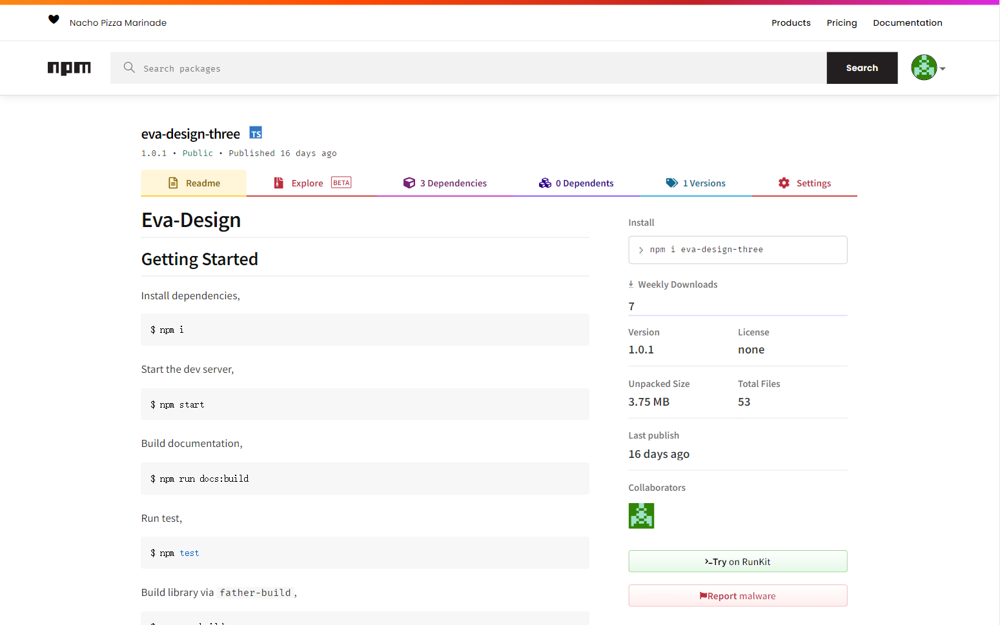 Nacho Pizza Marinade
Products Pricing Documentation
npm
Search packages
Search
eva-design-three TS
1.0.1 • Public • Published 16 days ago
Readme
Explore BETA
3 Dependencies
0 Dependents
1 Versions
Settings
Eva-Design
Getting Started
Install dependencies,
$ npm i
Start the dev server,
$ npm start
Build documentation,
$ npm run docs:build
Run test,
$ npm test
Build library via father-build,
Install
> npm i eva-design-three
Weekly Downloads
7
Version License
1.0.1 none
Unpacked Size Total Files
3.75 MB 53
Last publish
16 days ago
Collaborators
Try on RunKit
Report malware